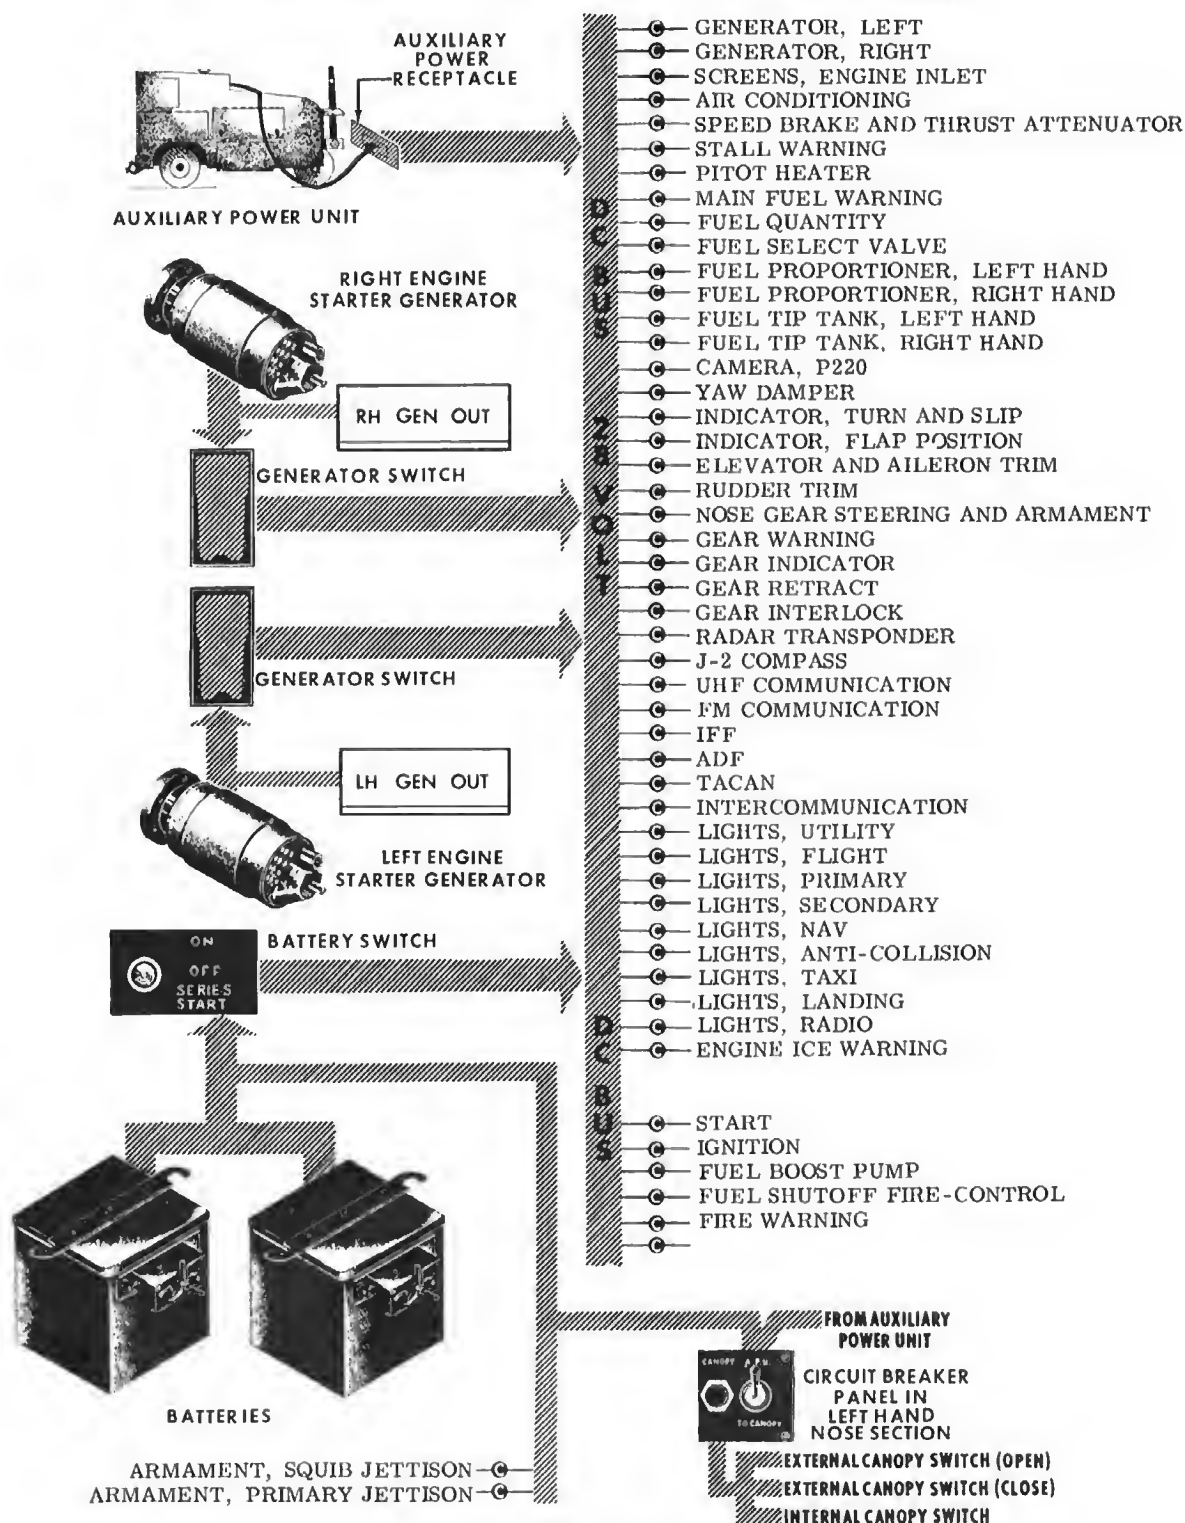 AUXILIARY
POWER
RECEPTACLE
AUXILIARY POWER UNIT
RIGHT ENGINE
STARTER GENERATOR
RH GEN OUT
GENERATOR SWITCH
GENERATOR SWITCH
LH GEN OUT
LEFT ENGINE
STARTER GENERATOR
BATTERY SWITCH
ON
OFF
SERIES
START
BATTERIES
ARMAMENT, SQUIB JETTISON
ARMAMENT, PRIMARY JETTISON
DC BUS
28 VOLT
DC BUS
GENERATOR, LEFT
GENERATOR, RIGHT
SCREENS, ENGINE INLET
AIR CONDITIONING
SPEED BRAKE AND THRUST ATTENUATOR
STALL WARNING
PITOT HEATER
MAIN FUEL WARNING
FUEL QUANTITY
FUEL SELECT VALVE
FUEL PROPORTIONER, LEFT HAND
FUEL PROPORTIONER, RIGHT HAND
FUEL TIP TANK, LEFT HAND
FUEL TIP TANK, RIGHT HAND
CAMERA, P220
YAW DAMPER
INDICATOR, TURN AND SLIP
INDICATOR, FLAP POSITION
ELEVATOR AND AILERON TRIM
RUDDER TRIM
NOSE GEAR STEERING AND ARMAMENT
GEAR WARNING
GEAR INDICATOR
GEAR RETRACT
GEAR INTERLOCK
RADAR TRANSPONDER
J-2 COMPASS
UHF COMMUNICATION
FM COMMUNICATION
IFF
ADF
TACAN
INTERCOMMUNICATION
LIGHTS, UTILITY
LIGHTS, FLIGHT
LIGHTS, PRIMARY
LIGHTS, SECONDARY
LIGHTS, NAV
LIGHTS, ANTI-COLLISION
LIGHTS, TAXI
LIGHTS, LANDING
LIGHTS, RADIO
ENGINE ICE WARNING
START
IGNITION
FUEL BOOST PUMP
FUEL SHUTOFF FIRE-CONTROL
FIRE WARNING
FROM AUXILIARY
POWER UNIT
CANOPY A.P.U.
TO CANOPY
CIRCUIT BREAKER
PANEL IN
LEFT HAND
NOSE SECTION
EXTERNAL CANOPY SWITCH (OPEN)
EXTERNAL CANOPY SWITCH (CLOSE)
INTERNAL CANOPY SWITCH